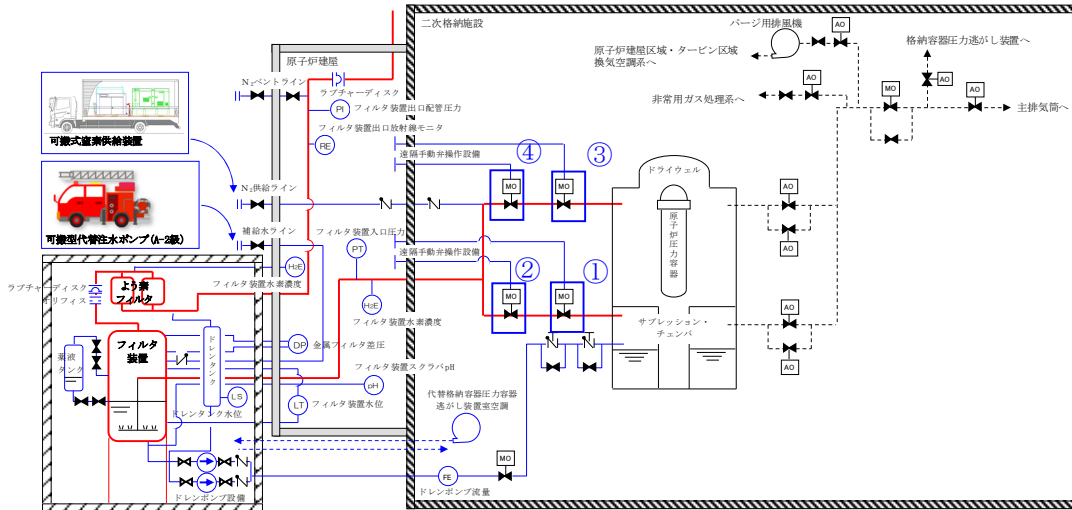 二次格納施設
パージ用排風機
AO
AO
原子炉建屋区域・タービン区域
換気空調系へ
格納容器圧力逃がし装置へ
AO
AO
MO
AO
非常用ガス処理系へ
主排気筒へ
原子炉建屋
N₂ベントライン
ラプチャーディスク
PI
フィルタ装置出口配管圧力
フィルタ装置出口放射線モニタ
RE
可搬式窒素供給装置
遠隔手動弁操作設備
④
③
MO
MO
ドライウェル
原子炉圧力容器
N₂供給ライン
可搬型代替注水ポンプ(A-2級)
補給水ライン
フィルタ装置入口圧力
PT
遠隔手動弁操作設備
②
①
MO
MO
AO
AO
H₂E
フィルタ装置水素濃度
H₂E
フィルタ装置水素濃度
サプレッション・
チェンバ
AO
AO
ラプチャーディスク
オリフィス
よう素
フィルタ
フィルタ
装置
薬液
タンク
ドレンタンク
DP
金属フィルタ差圧
フィルタ装置スクラバpH
pH
LS
ドレンタンク水位
LT
フィルタ装置水位
代替格納容器圧力容器
逃がし装置室空調
MO
FE
ドレンポンプ設備
ドレンポンプ流量